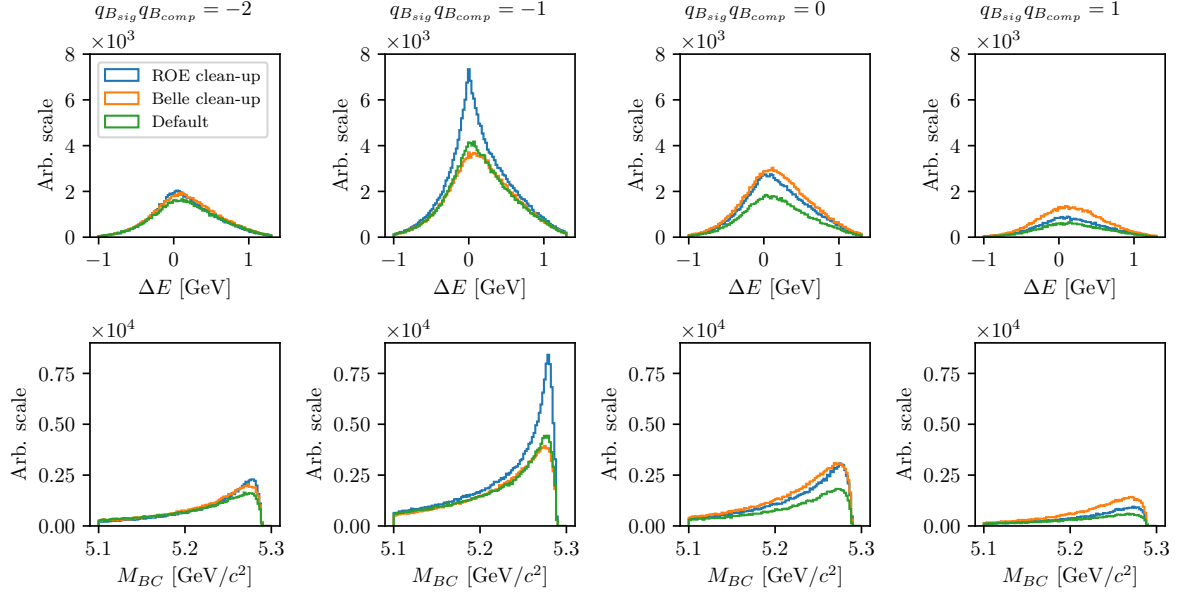 $q_{B_{sig}}q_{B_{comp}} = -2$
$q_{B_{sig}}q_{B_{comp}} = -1$
$q_{B_{sig}}q_{B_{comp}} = 0$
$q_{B_{sig}}q_{B_{comp}} = 1$
×10³
×10³
×10³
×10³
8
6
4
2
0
Arb. scale
ROE clean-up
Belle clean-up
Default
−1 0 1
ΔE [GeV]
8
6
4
2
0
Arb. scale
−1 0 1
ΔE [GeV]
8
6
4
2
0
Arb. scale
−1 0 1
ΔE [GeV]
8
6
4
2
0
Arb. scale
−1 0 1
ΔE [GeV]
×10⁴
×10⁴
×10⁴
×10⁴
0.75
0.50
0.25
0.00
Arb. scale
5.1 5.2 5.3
$M_{BC}$ [GeV/$c^2$]
0.75
0.50
0.25
0.00
Arb. scale
5.1 5.2 5.3
$M_{BC}$ [GeV/$c^2$]
0.75
0.50
0.25
0.00
Arb. scale
5.1 5.2 5.3
$M_{BC}$ [GeV/$c^2$]
0.75
0.50
0.25
0.00
Arb. scale
5.1 5.2 5.3
$M_{BC}$ [GeV/$c^2$]